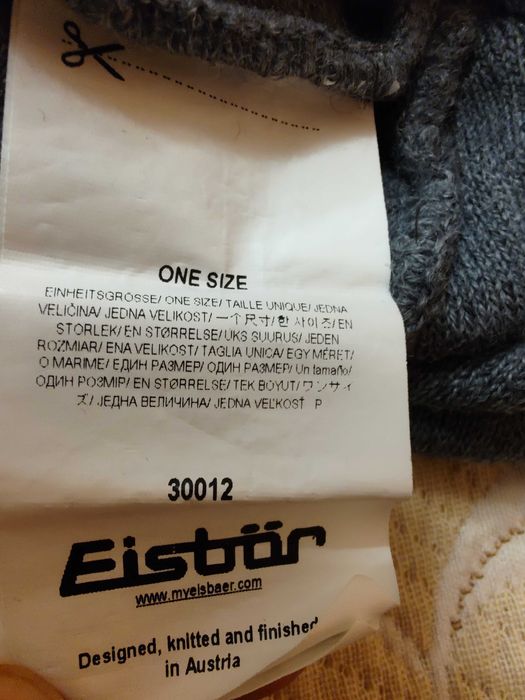 ONE SIZE
EINHEITSGRÖSSE/ ONE SIZE/ TAILLE UNIQUE/ JEDNA
VELIČINA/ JEDNA VELIKOST/ 一个尺寸/ 한 사이즈/ EN
STORLEK/ EN STØRRELSE/ ÜKS SUURUS/ JEDEN
ROZMIAR/ ENA VELIKOST/ TAGLIA UNICA/ EGY MÉRET/
O MARIME/ ЕДИН РАЗМЕР/ ОДИН РАЗМЕР/ Un tamaño/
ОДИН РОЗМІР/ EN STØRRELSE/ TEK BOYUT/ ワンサイ
ズ/ ЈЕДНА ВЕЛИЧИНА/ JEDNA VEĽKOSŤ P
30012
Eisbär
www.myeisbaer.com
Designed, knitted and finished
in Austria